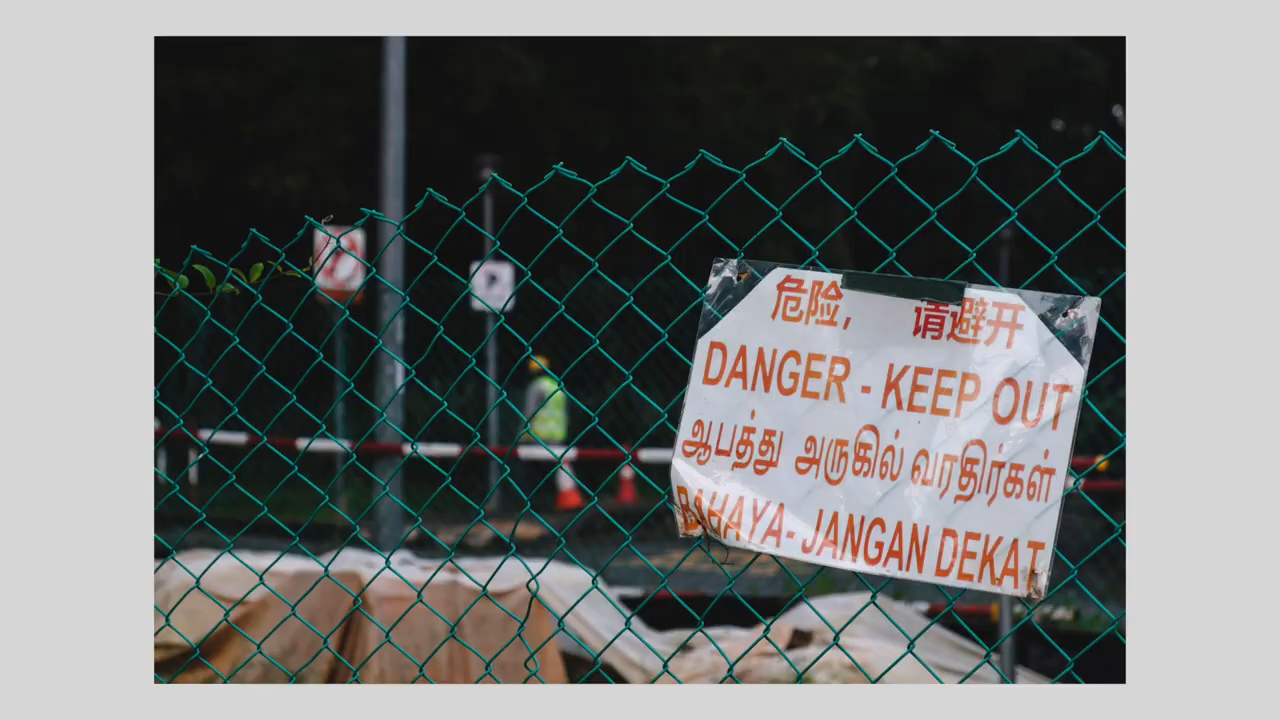 危险, 请避开
DANGER - KEEP OUT
ஆபத்து அருகில் வரதிர்கள்
BAHAYA- JANGAN DEKAT